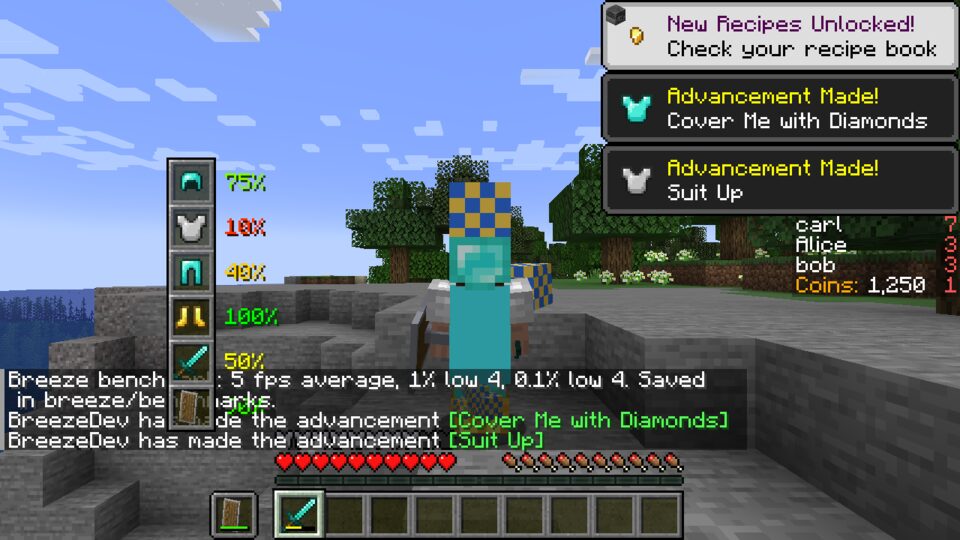 New Recipes Unlocked!
Check your recipe book
Advancement Made!
Cover Me with Diamonds
Advancement Made!
Suit Up
carl 7
Alice 3
bob 3
Coins: 1,250 1
75%
10%
40%
100%
50%
Breeze bench : 5 fps average, 1% low 4, 0.1% low 4. Saved
in breeze/be marks.
BreezeDev ha de the advancement [Cover Me with Diamonds]
BreezeDev has made the advancement [Suit Up]